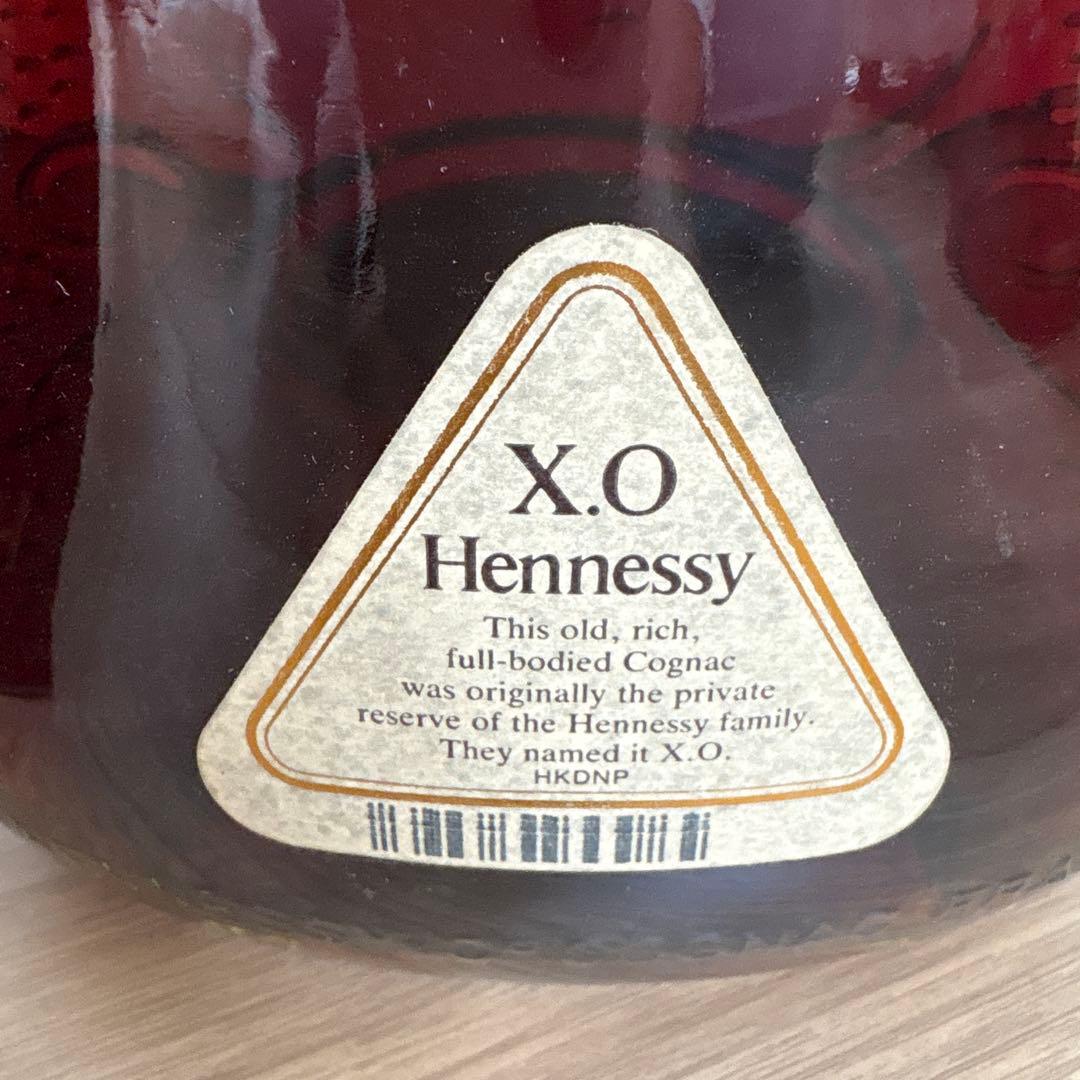 X.O
Hennessy
This old, rich,
full-bodied Cognac
was originally the private
reserve of the Hennessy family.
They named it X.O.
HKDNP